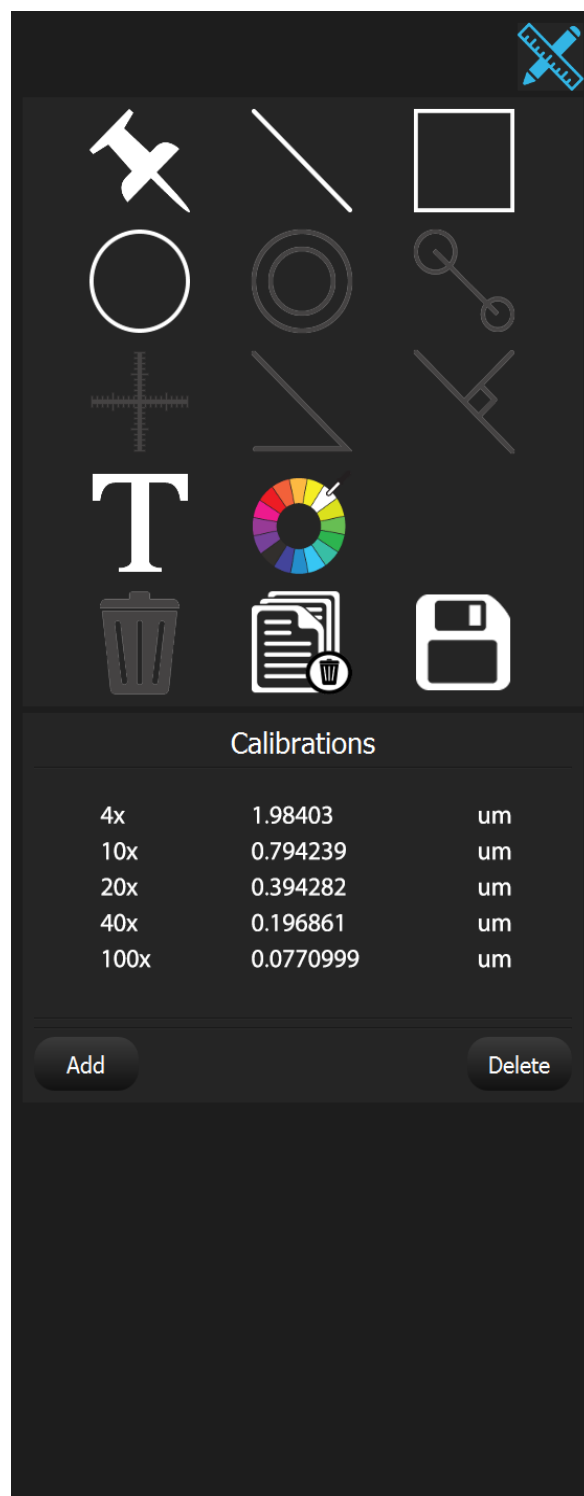 T
Calibrations
4x 1.98403 um
10x 0.794239 um
20x 0.394282 um
40x 0.196861 um
100x 0.0770999 um
Add Delete